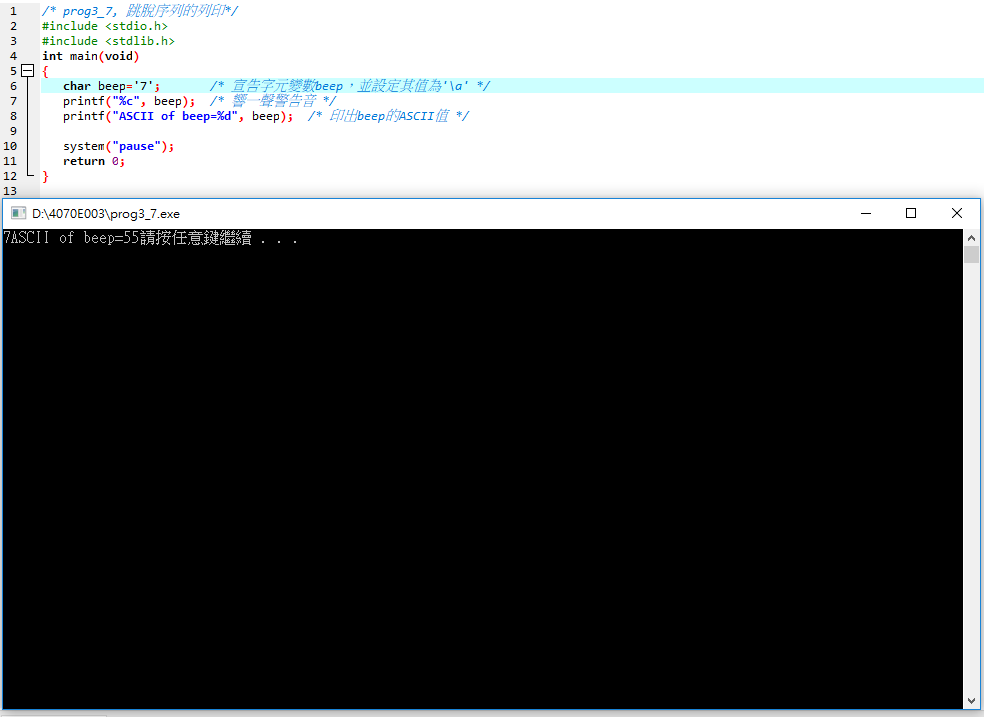 1 /* prog3_7, 跳脫序列的列印*/
2 #include <stdio.h>
3 #include <stdlib.h>
4 int main(void)
5 {
6 char beep='7'; /* 宣告字元變數beep，並設定其值為'\a' */
7 printf("%c", beep); /* 響一聲警告音 */
8 printf("ASCII of beep=%d", beep); /* 印出beep的ASCII值 */
9
10 system("pause");
11 return 0;
12 }
13
D:\4070E003\prog3_7.exe
7ASCII of beep=55請按任意鍵繼續 . . .